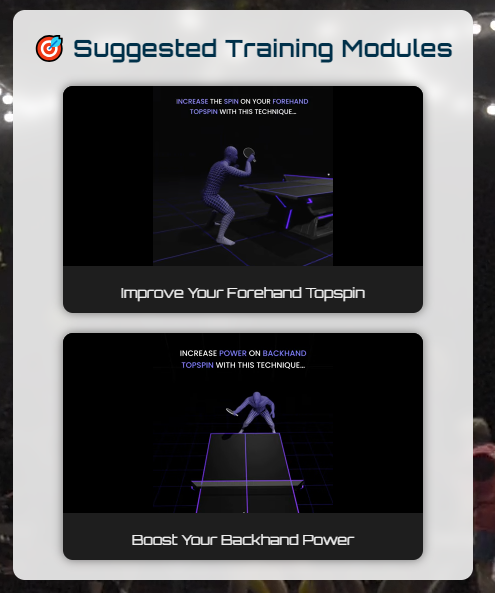 Suggested Training Modules
INCREASE THE SPIN ON YOUR FOREHAND
TOPSPIN WITH THIS TECHNIQUE...
Improve Your Forehand Topspin
INCREASE POWER ON BACKHAND
TOPSPIN WITH THIS TECHNIQUE...
Boost Your Backhand Power